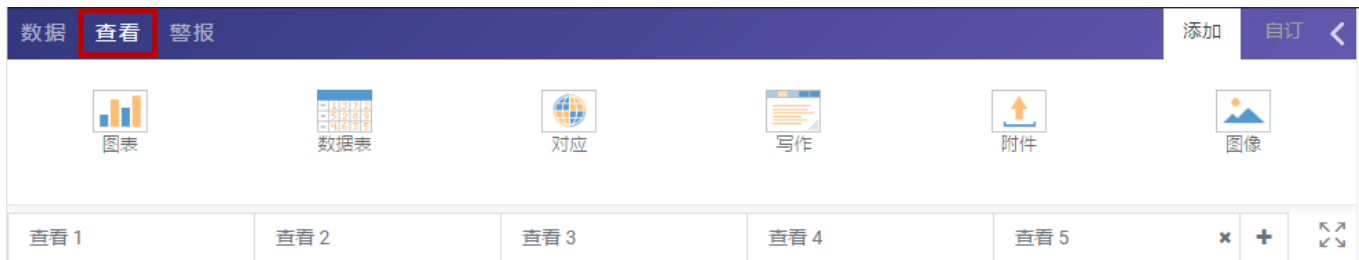 数据 查看 警报 添加 自订
图表 数据表 对应 写作 附件 图像
查看 1 查看 2 查看 3 查看 4 查看 5